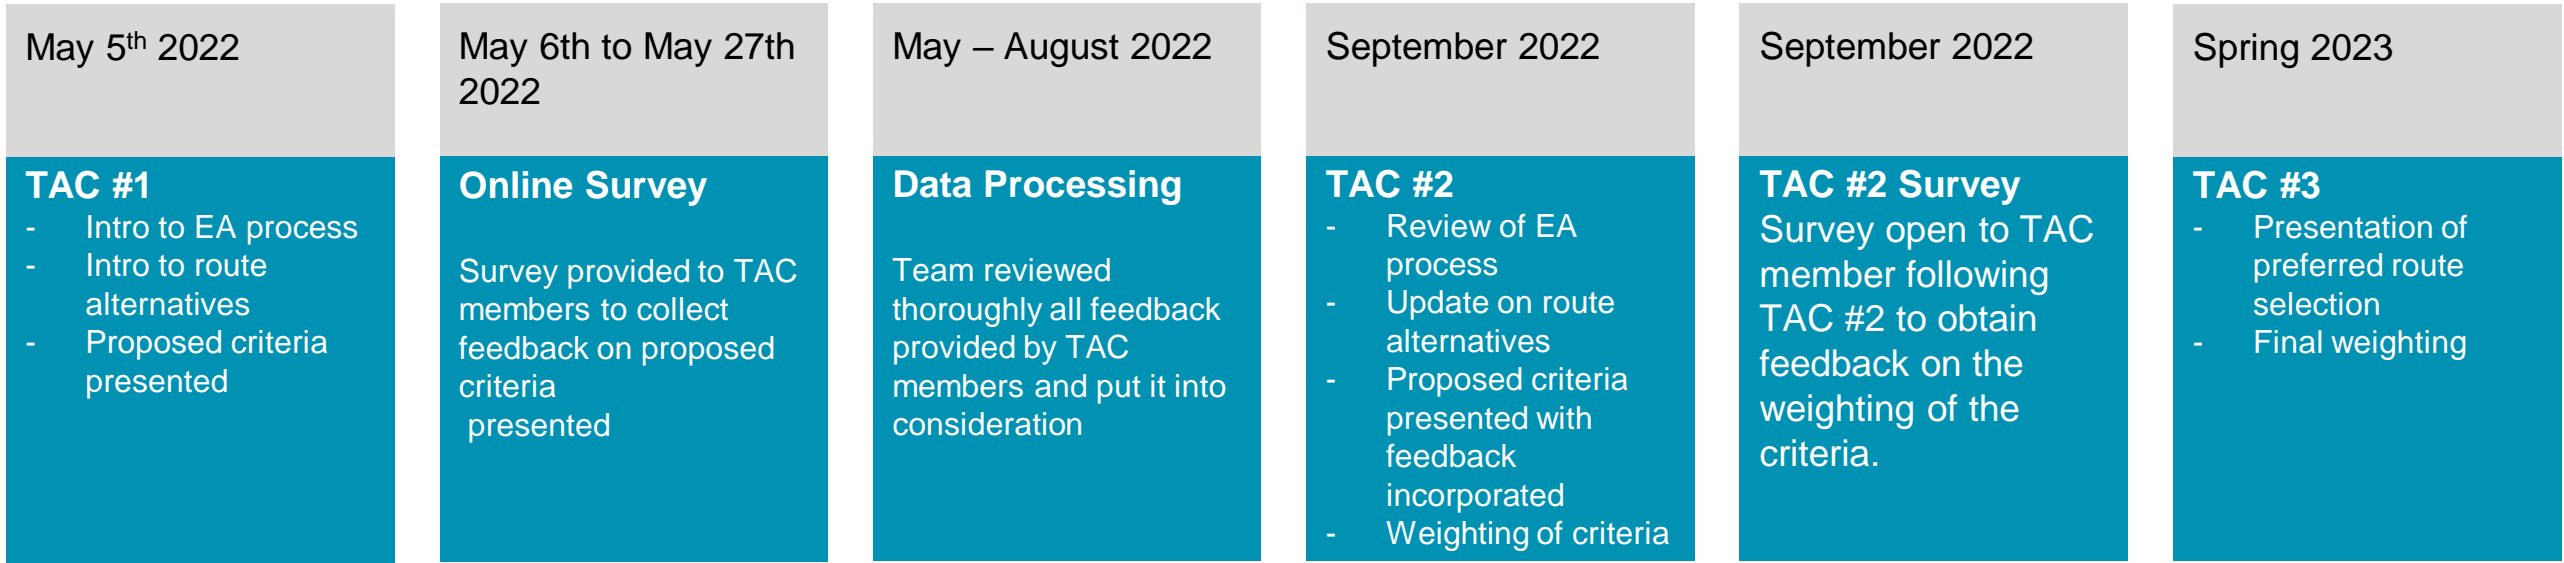 May 5th 2022
TAC #1
- Intro to EA process
- Intro to route
alternatives
- Proposed criteria
presented
May 6th to May 27th
2022
Online Survey
Survey provided to TAC
members to collect
feedback on proposed
criteria
presented
May – August 2022
Data Processing
Team reviewed
thoroughly all feedback
provided by TAC
members and put it into
consideration
September 2022
TAC #2
- Review of EA
process
- Update on route
alternatives
- Proposed criteria
presented with
feedback
incorporated
- Weighting of criteria
September 2022
TAC #2 Survey
Survey open to TAC
member following
TAC #2 to obtain
feedback on the
weighting of the
criteria.
Spring 2023
TAC #3
- Presentation of
preferred route
selection
- Final weighting